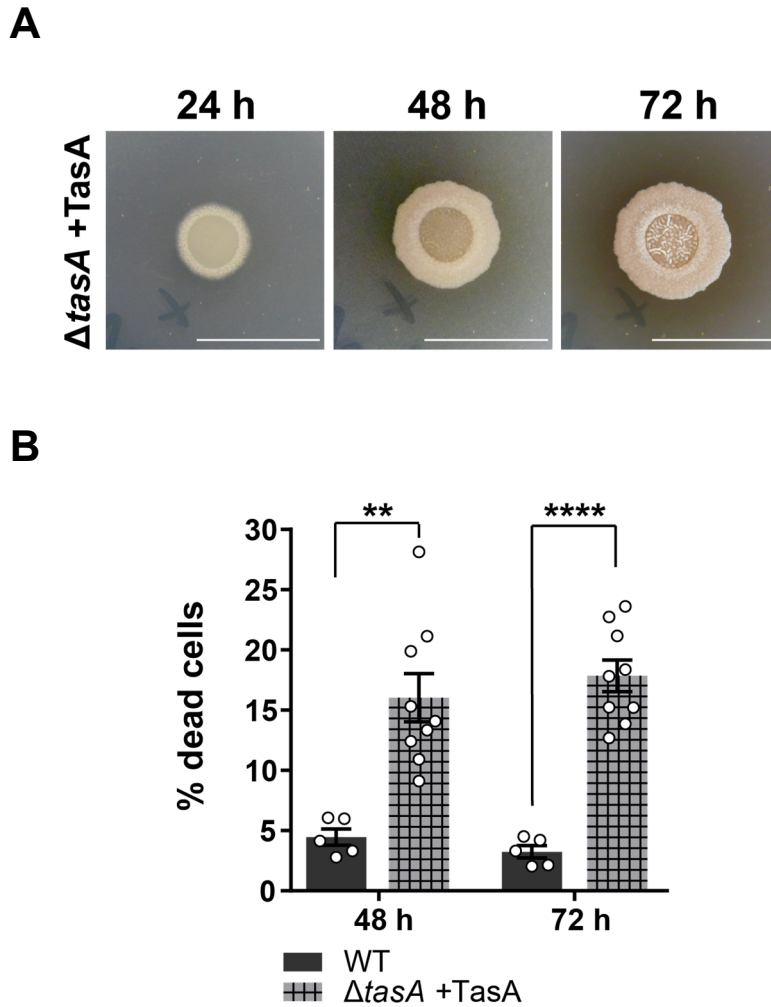 A
24 h 48 h 72 h
ΔtasA +TasA
B
** ****
% dead cells
30
25
20
15
10
5
0
48 h 72 h
WT
ΔtasA +TasA